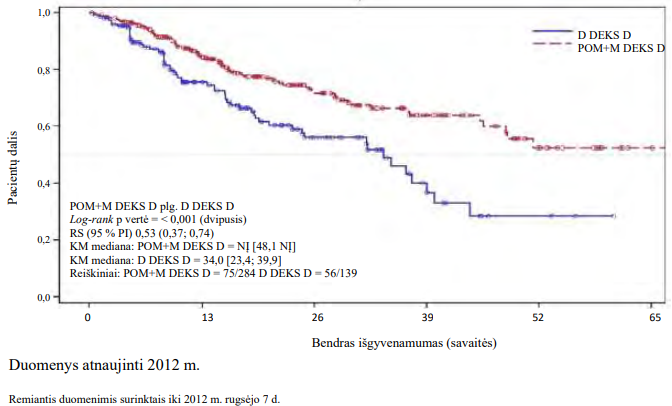 1,0
0,8
0,6
0,4
0,2
0,0
Pacientų dalis
D DEKS D
POM+M DEKS D
POM+M DEKS D plg. D DEKS D
Log-rank p vertė = < 0,001 (dvipusis)
RS (95 % PI) 0,53 (0,37; 0,74)
KM mediana: POM+M DEKS D = NĮ [48,1 NĮ]
KM mediana: D DEKS D = 34,0 [23,4; 39,9]
Reiškiniai: POM+M DEKS D = 75/284 D DEKS D = 56/139
0 13 26 39 52 65
Bendras išgyvenamumas (savaitės)
Duomenys atnaujinti 2012 m.
Remiantis duomenimis surinktais iki 2012 m. rugsėjo 7 d.